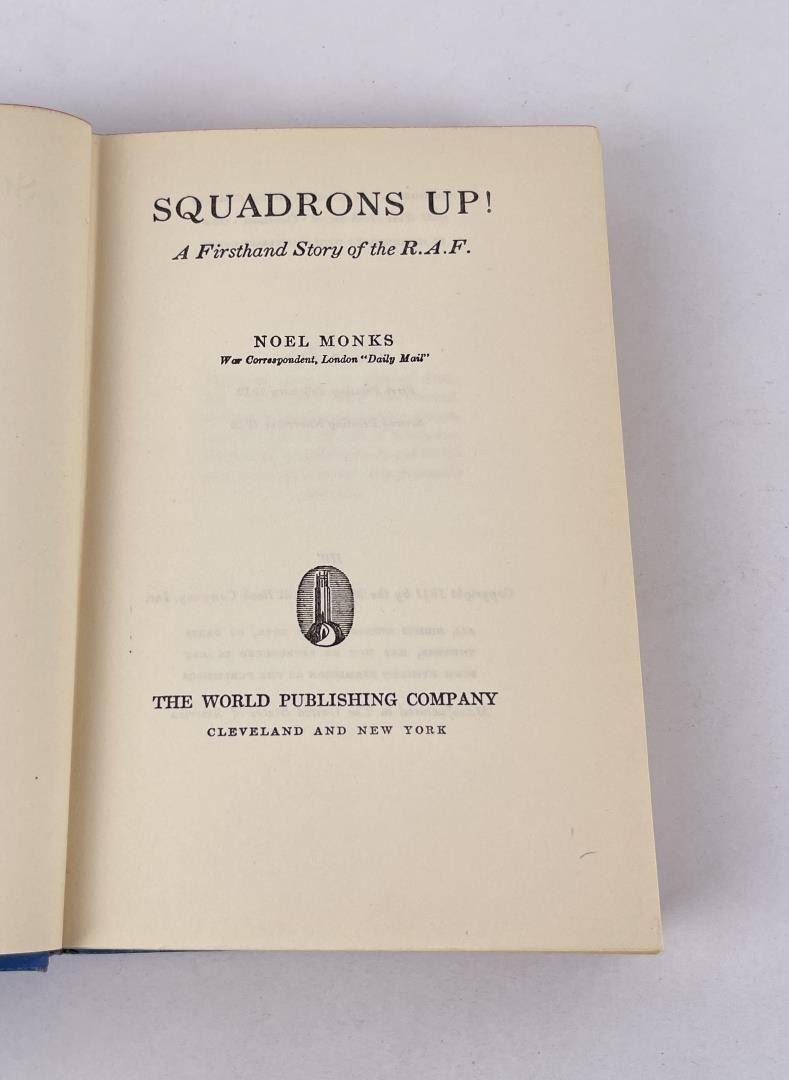 SQUADRONS UP!
A Firsthand Story of the R.A.F.
NOEL MONKS
War Correspondent, London "Daily Mail"
THE WORLD PUBLISHING COMPANY
CLEVELAND AND NEW YORK